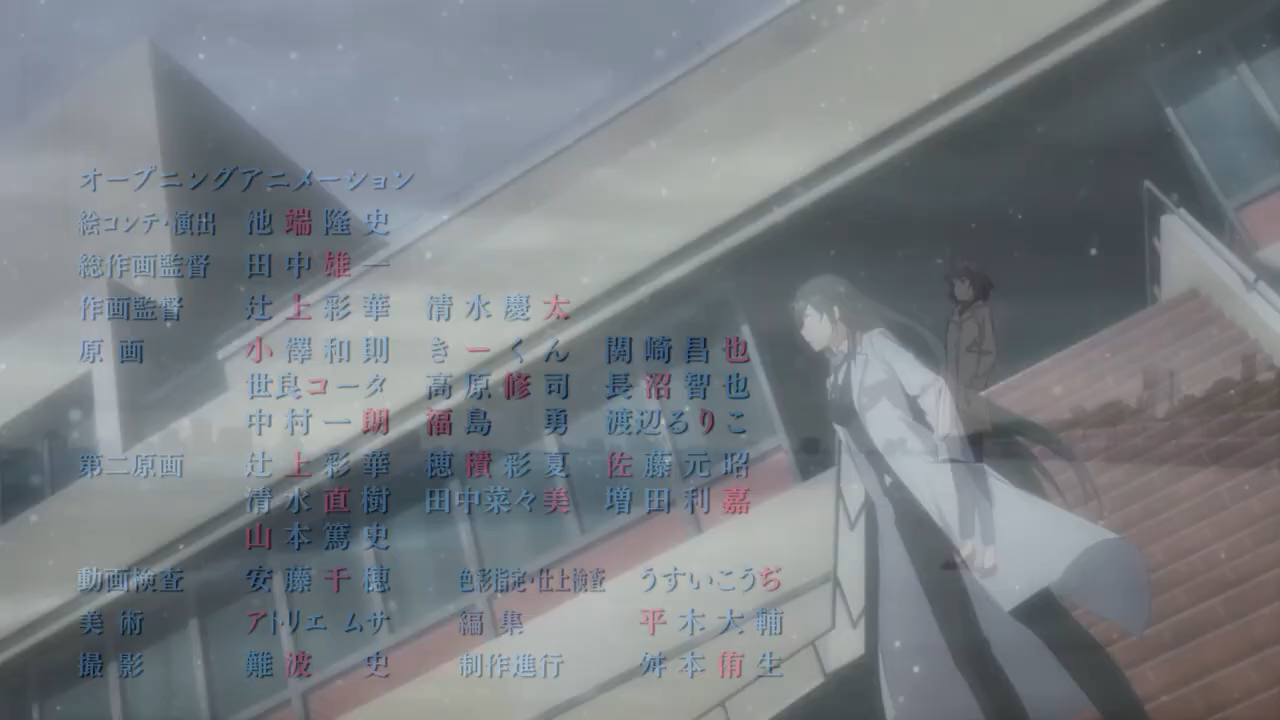 オープニングアニメーション
絵コンテ・演出 池端隆史
総作画監督 田中雄一
作画監督 辻上彩華 清水慶太
原画 小澤和則 きーくん 関崎昌也
世良コータ 高原修司 長沼智也
中村一朗 福島勇 渡辺るりこ
第二原画 辻上彩華 穂積彩夏 佐藤元昭
清水直樹 田中菜々美 増田利嘉
山本篤史
動画検査 安藤千穂 色彩指定・仕上検査 うすいこうぢ
美術 アトリエムサ 編集 平木大輔
撮影 難波史 制作進行 舛本侑生